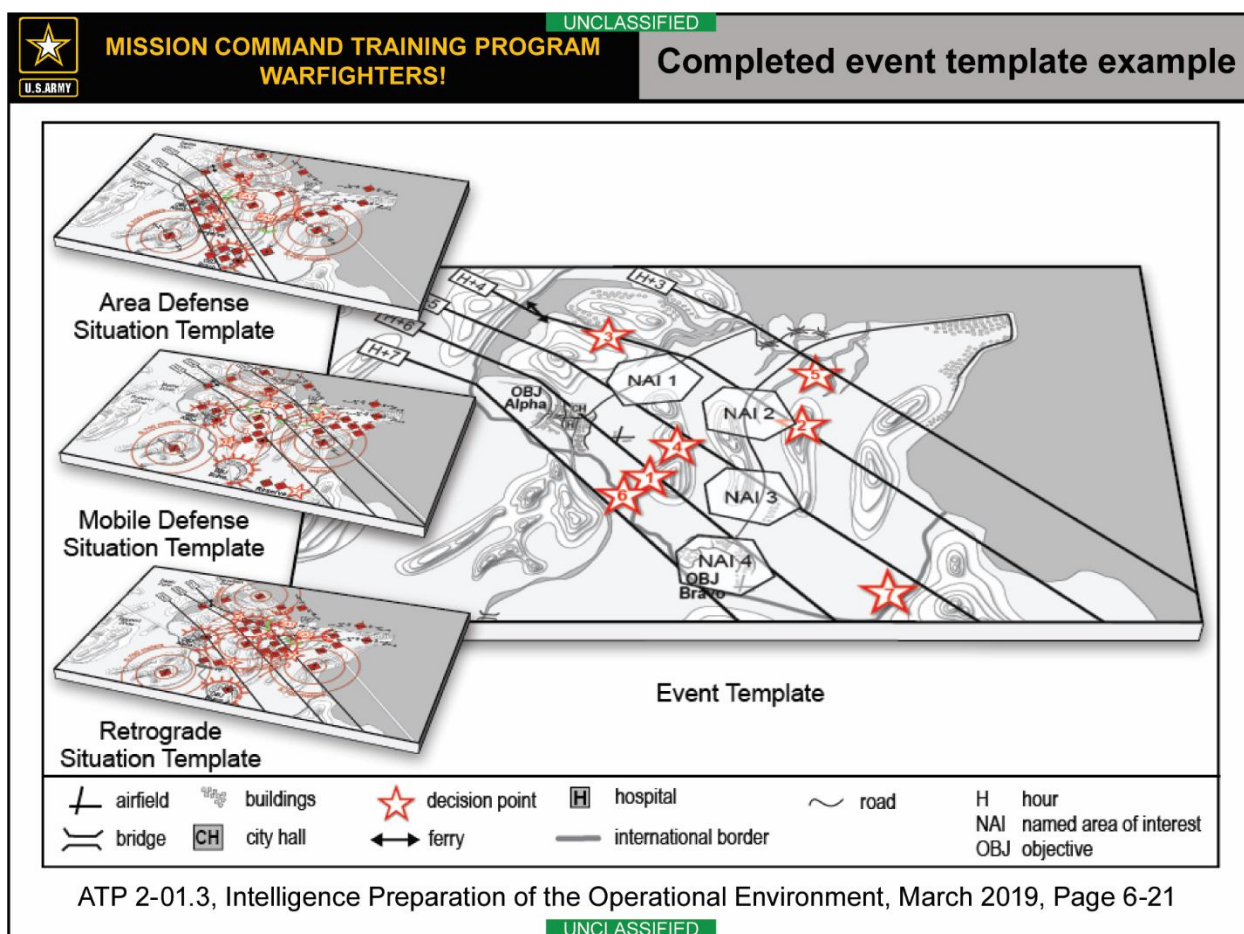 UNCLASSIFIED
MISSION COMMAND TRAINING PROGRAM
WARFIGHTERS!
U.S.ARMY
Completed event template example
Area Defense
Situation Template
Mobile Defense
Situation Template
Retrograde
Situation Template
H+4
H+3
5
H+6
H+7
3
NAI 1
5
OBJ
Alpha
CH
H
NAI 2
2
4
1
6
NAI 3
NAI 4
OBJ
Bravo
7
Reserve
Event Template
airfield
buildings
decision point
H hospital
road
H hour
bridge
CH city hall
ferry
international border
NAI named area of interest
OBJ objective
ATP 2-01.3, Intelligence Preparation of the Operational Environment, March 2019, Page 6-21
UNCLASSIFIED